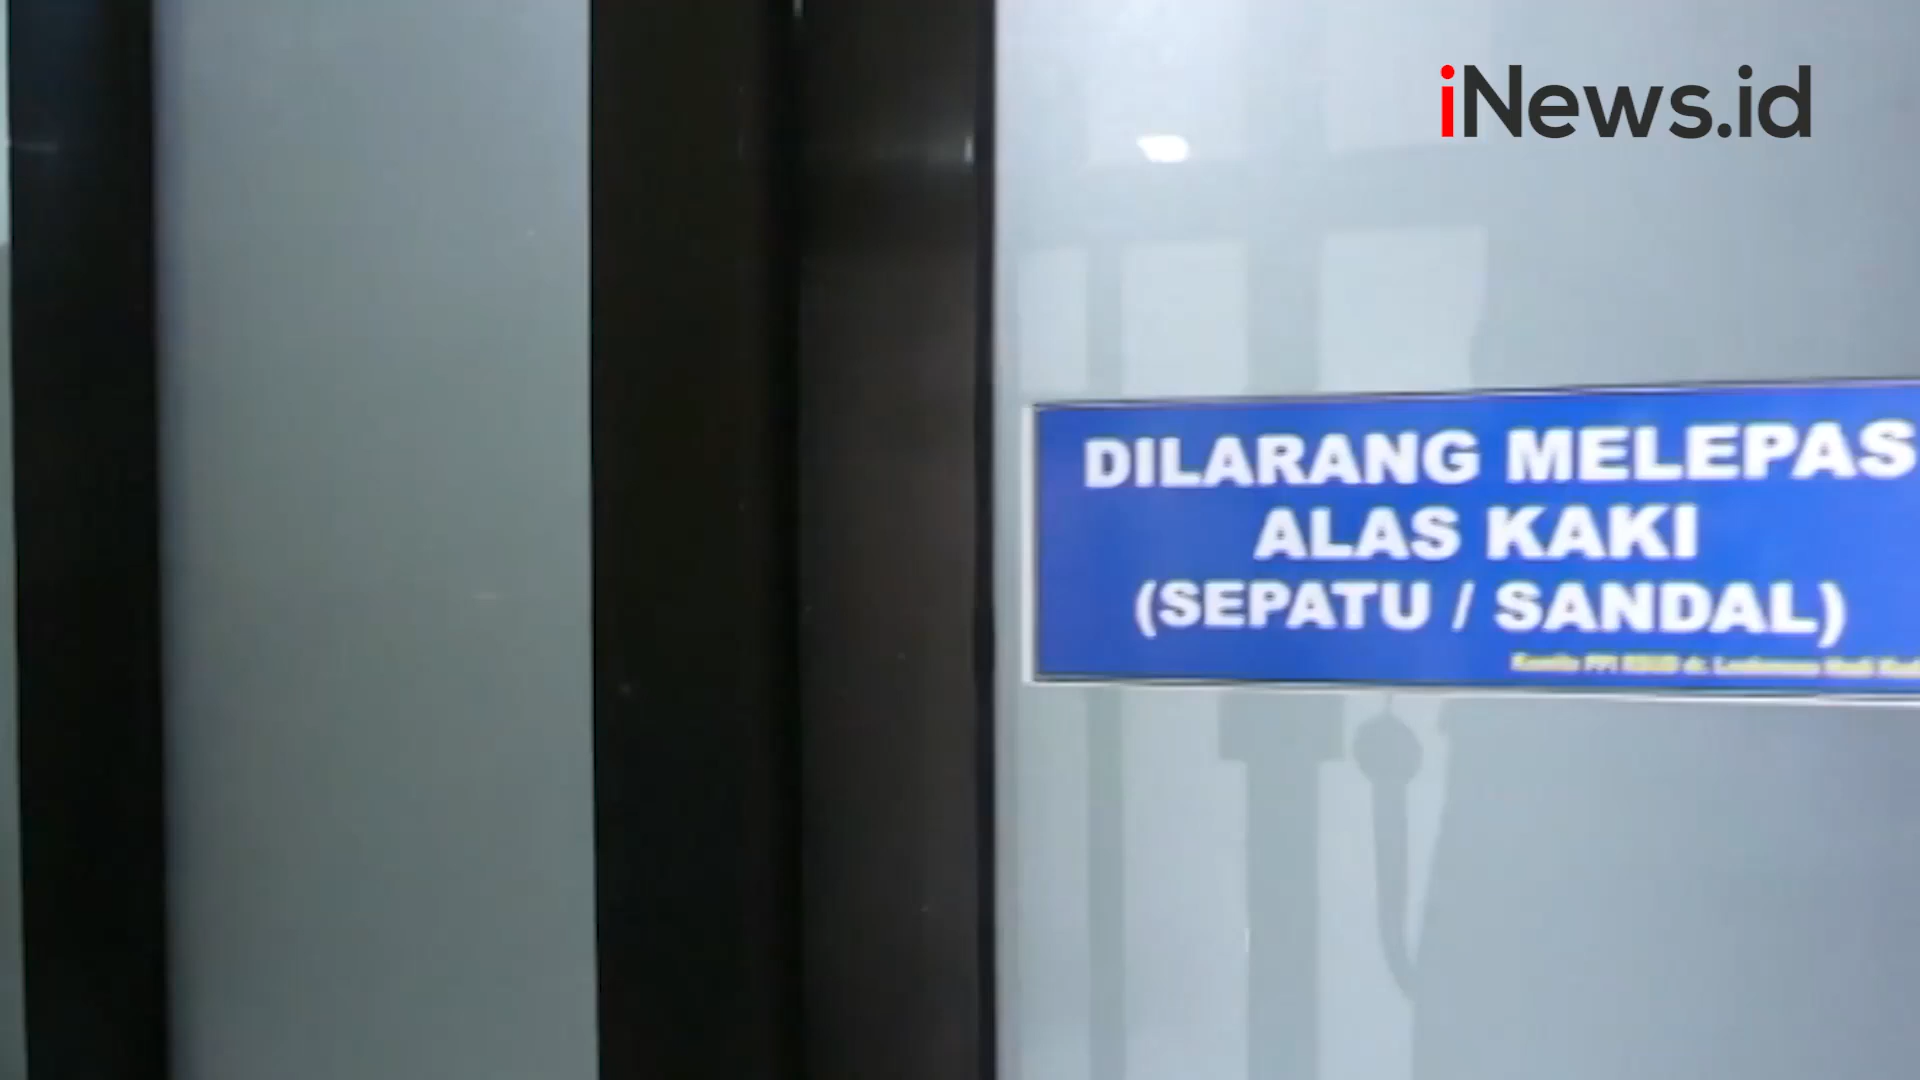 iNews.id
DILARANG MELEPAS
ALAS KAKI
(SEPATU / SANDAL)